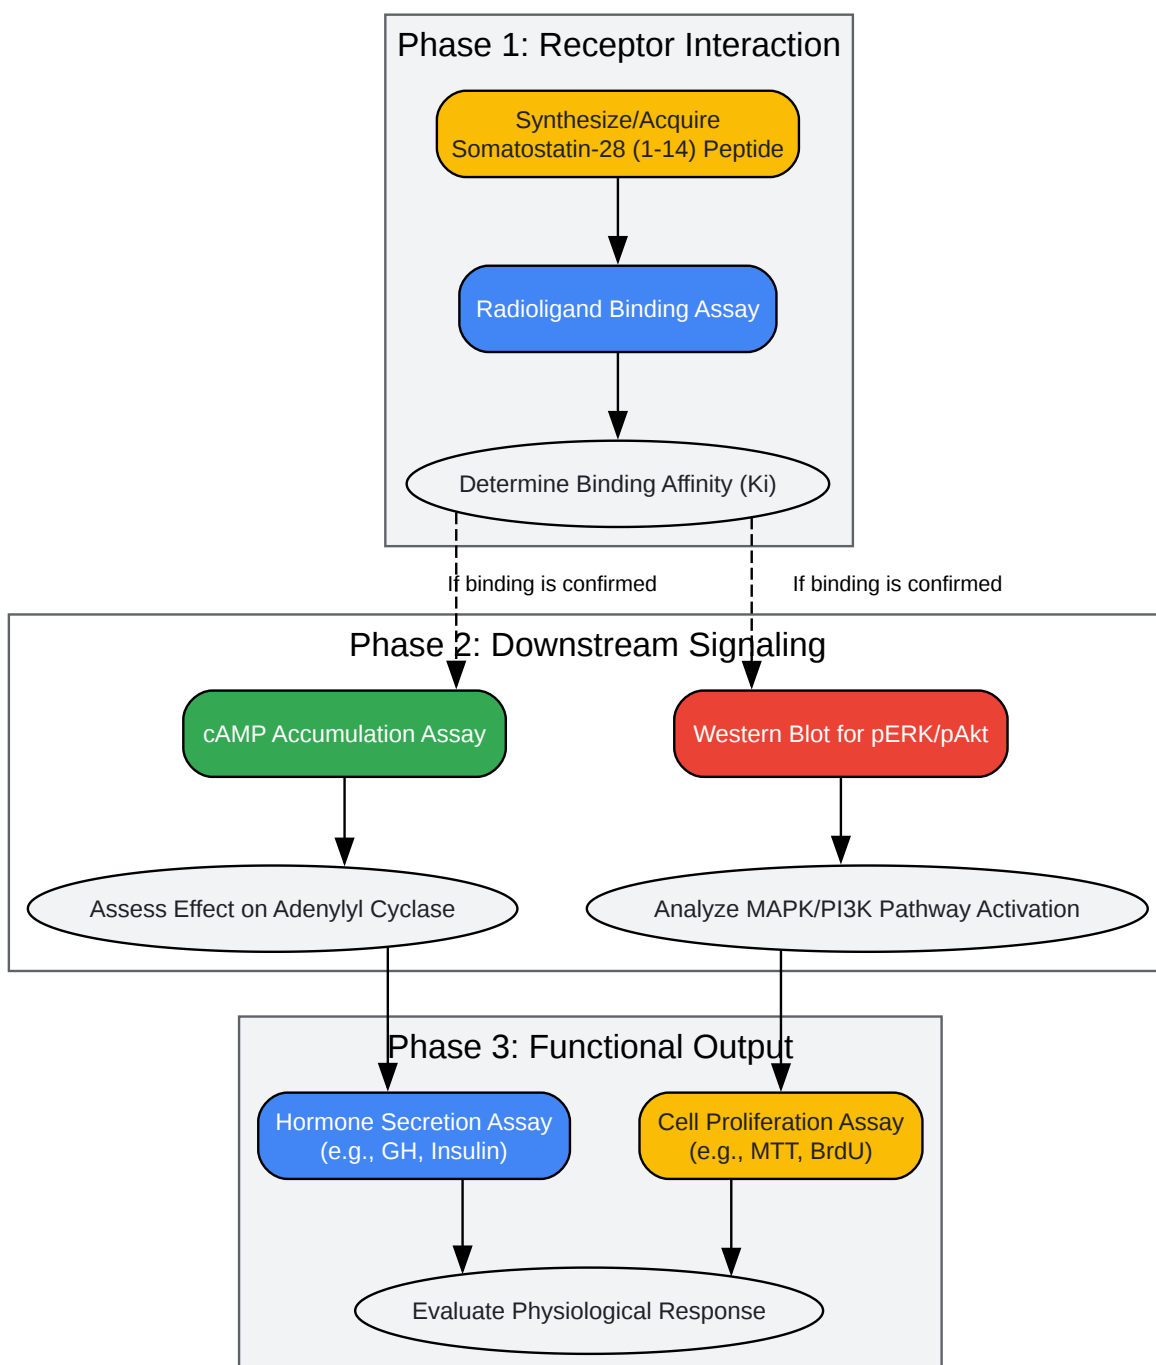 Phase 1: Receptor Interaction
Synthesize/Acquire
Somatostatin-28 (1-14) Peptide
Radioligand Binding Assay
Determine Binding Affinity (Ki)
If binding is confirmed
If binding is confirmed
Phase 2: Downstream Signaling
cAMP Accumulation Assay
Western Blot for pERK/pAkt
Assess Effect on Adenylyl Cyclase
Analyze MAPK/PI3K Pathway Activation
Phase 3: Functional Output
Hormone Secretion Assay
(e.g., GH, Insulin)
Cell Proliferation Assay
(e.g., MTT, BrdU)
Evaluate Physiological Response